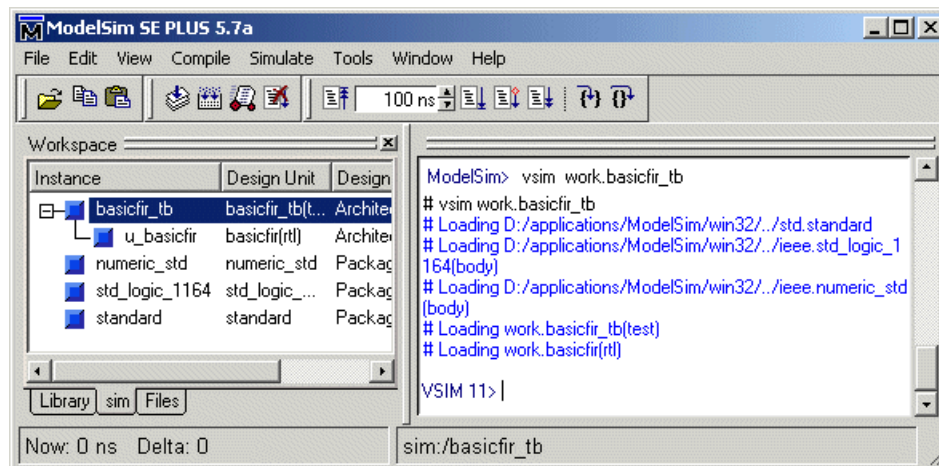 ModelSim SE PLUS 5.7a
File Edit View Compile Simulate Tools Window Help
100 ns
Workspace
Instance Design Unit Design
basicfir_tb basicfir_tb(t... Archite
u_basicfir basicfir(rtl) Archite
numeric_std numeric_std Packag
std_logic_1164 std_logic_... Packag
standard standard Packag
Library sim Files
ModelSim> vsim work.basicfir_tb
# vsim work.basicfir_tb
# Loading D:/applications/ModelSim/win32/../std.standard
# Loading D:/applications/ModelSim/win32/../ieee.std_logic_1
164(body)
# Loading D:/applications/ModelSim/win32/../ieee.numeric_std
(body)
# Loading work.basicfir_tb(test)
# Loading work.basicfir(rtl)
VSIM 11>
Now: 0 ns Delta: 0
sim:/basicfir_tb